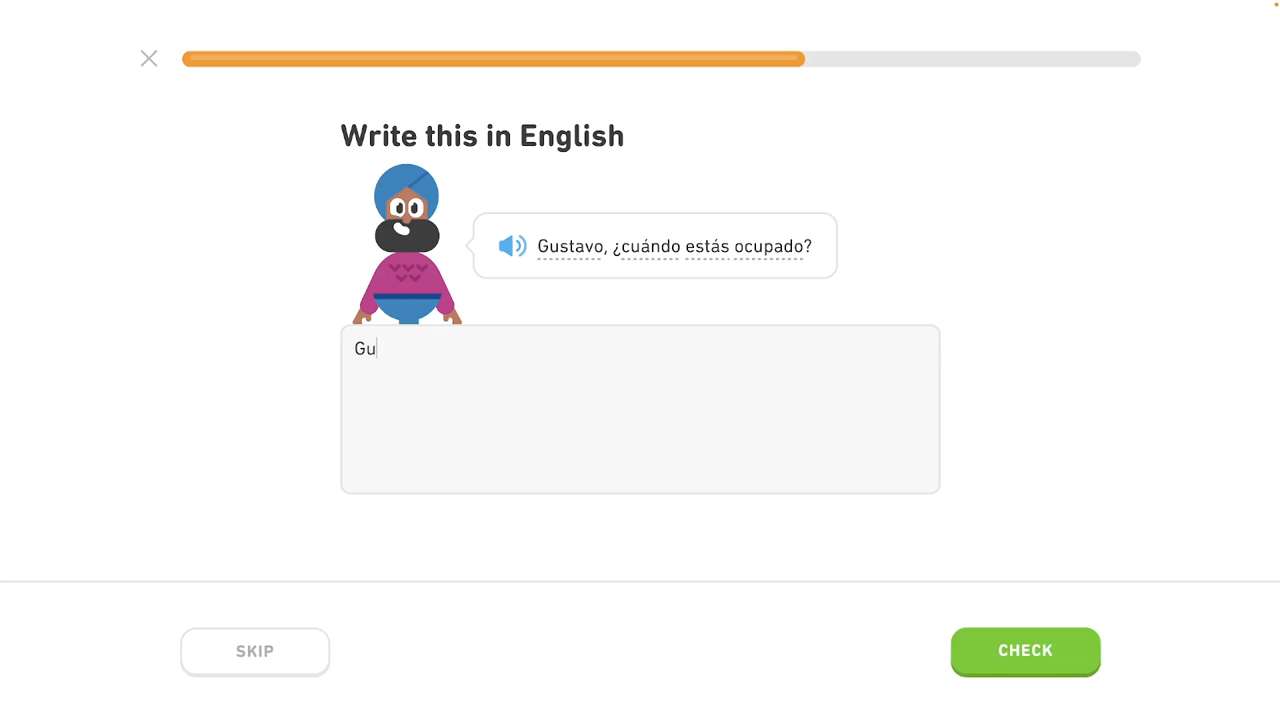 Write this in English
Gustavo, ¿cuándo estás ocupado?
Gu
SKIP
CHECK